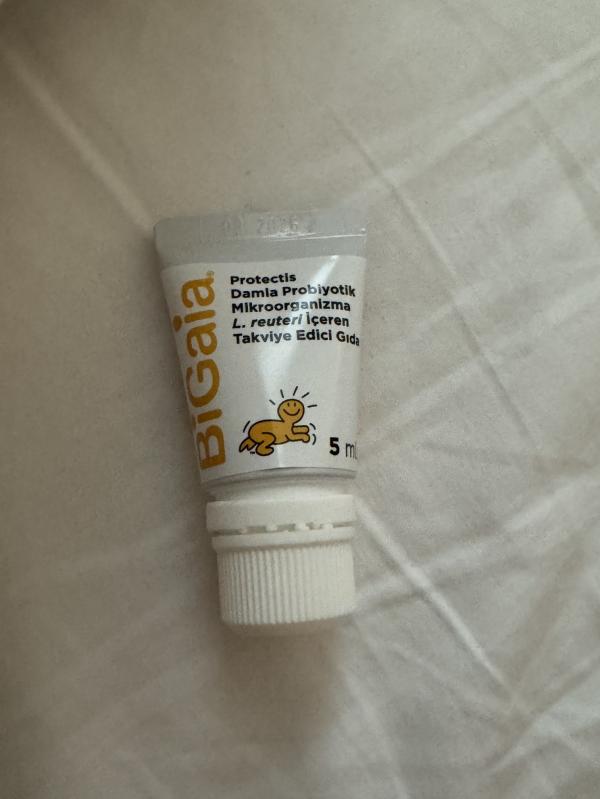 BiGaia®
Protectis
Damla Probiyotik
Mikroorganizma
L. reuteri İçeren
Takviye Edici Gıda
5 ml